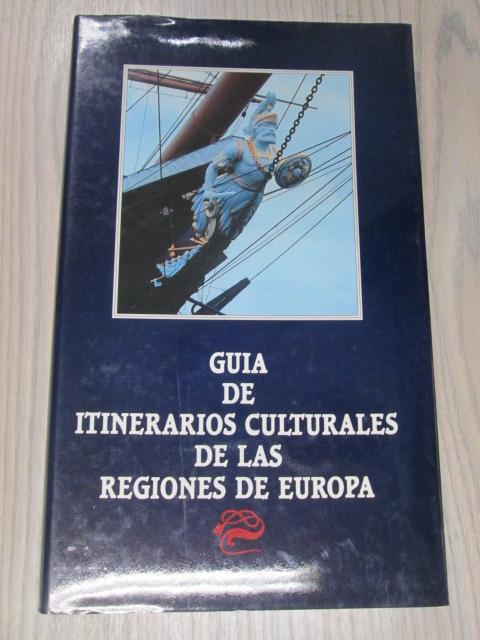 GUIA
DE
ITINERARIOS CULTURALES
DE LAS
REGIONES DE EUROPA